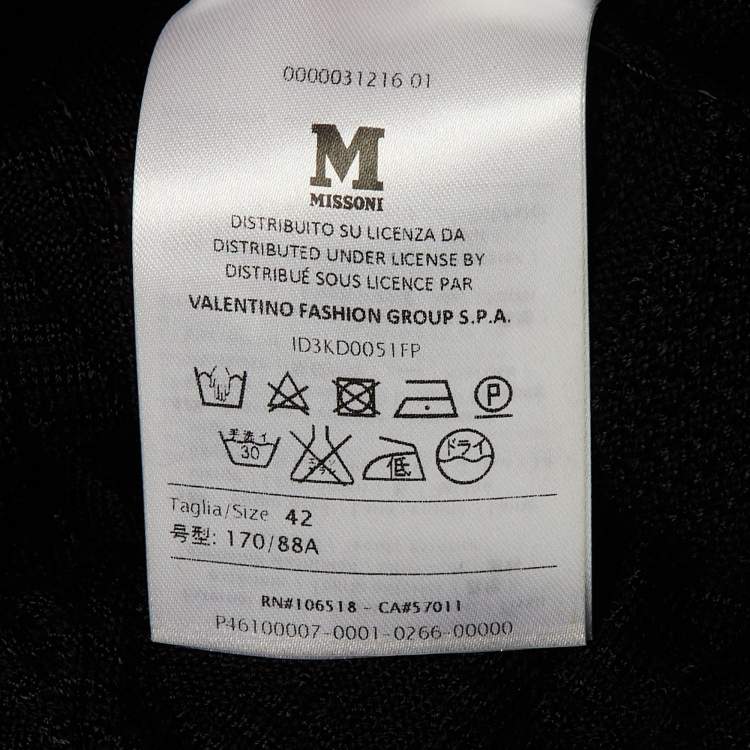 0000031216 01
M
MISSONI
DISTRIBUITO SU LICENZA DA
DISTRIBUTED UNDER LICENSE BY
DISTRIBUÉ SOUS LICENCE PAR
VALENTINO FASHION GROUP S.P.A.
ID3KD0051FP
P
手洗イ 30 低 ドライ
Taglia/Size 42
号型: 170/88A
RN#106518 - CA#57011
P46100007-0001-0266-00000